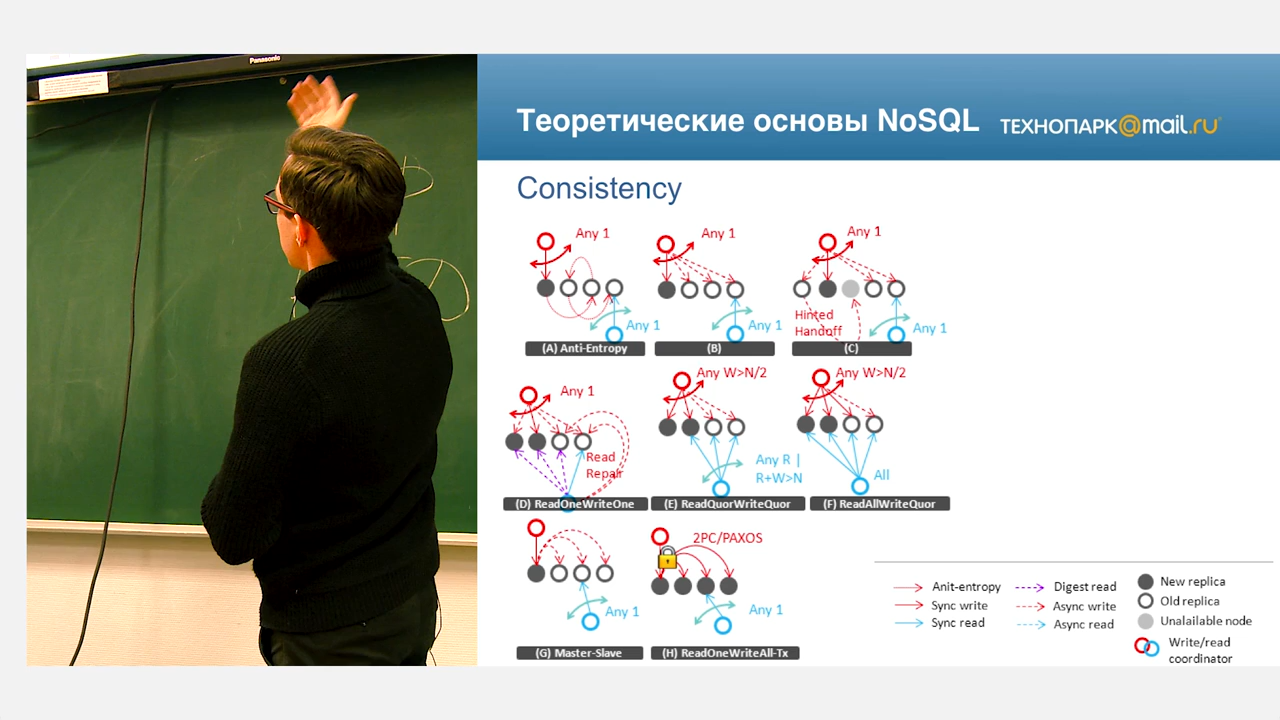 Panasonic
Теоретические основы NoSQL
ТЕХНОПАРК@mail.ru
Consistency
Any 1
Any 1
Any 1
Hinted
Handoff
Any 1
Any 1
Any 1
(A) Anti-Entropy
(B)
(C)
Any 1
Any W>N/2
Any W>N/2
Read
Repair
Any R |
R+W>N
All
(D) ReadOneWriteOne
(E) ReadQuorWriteQuor
(F) ReadAllWriteQuor
2PC/PAXOS
Any 1
Any 1
(G) Master-Slave
(H) ReadOneWriteAll-Tx
Anit-entropy
Sync write
Sync read
Digest read
Async write
Async read
New replica
Old replica
Unalailable node
Write/read
coordinator